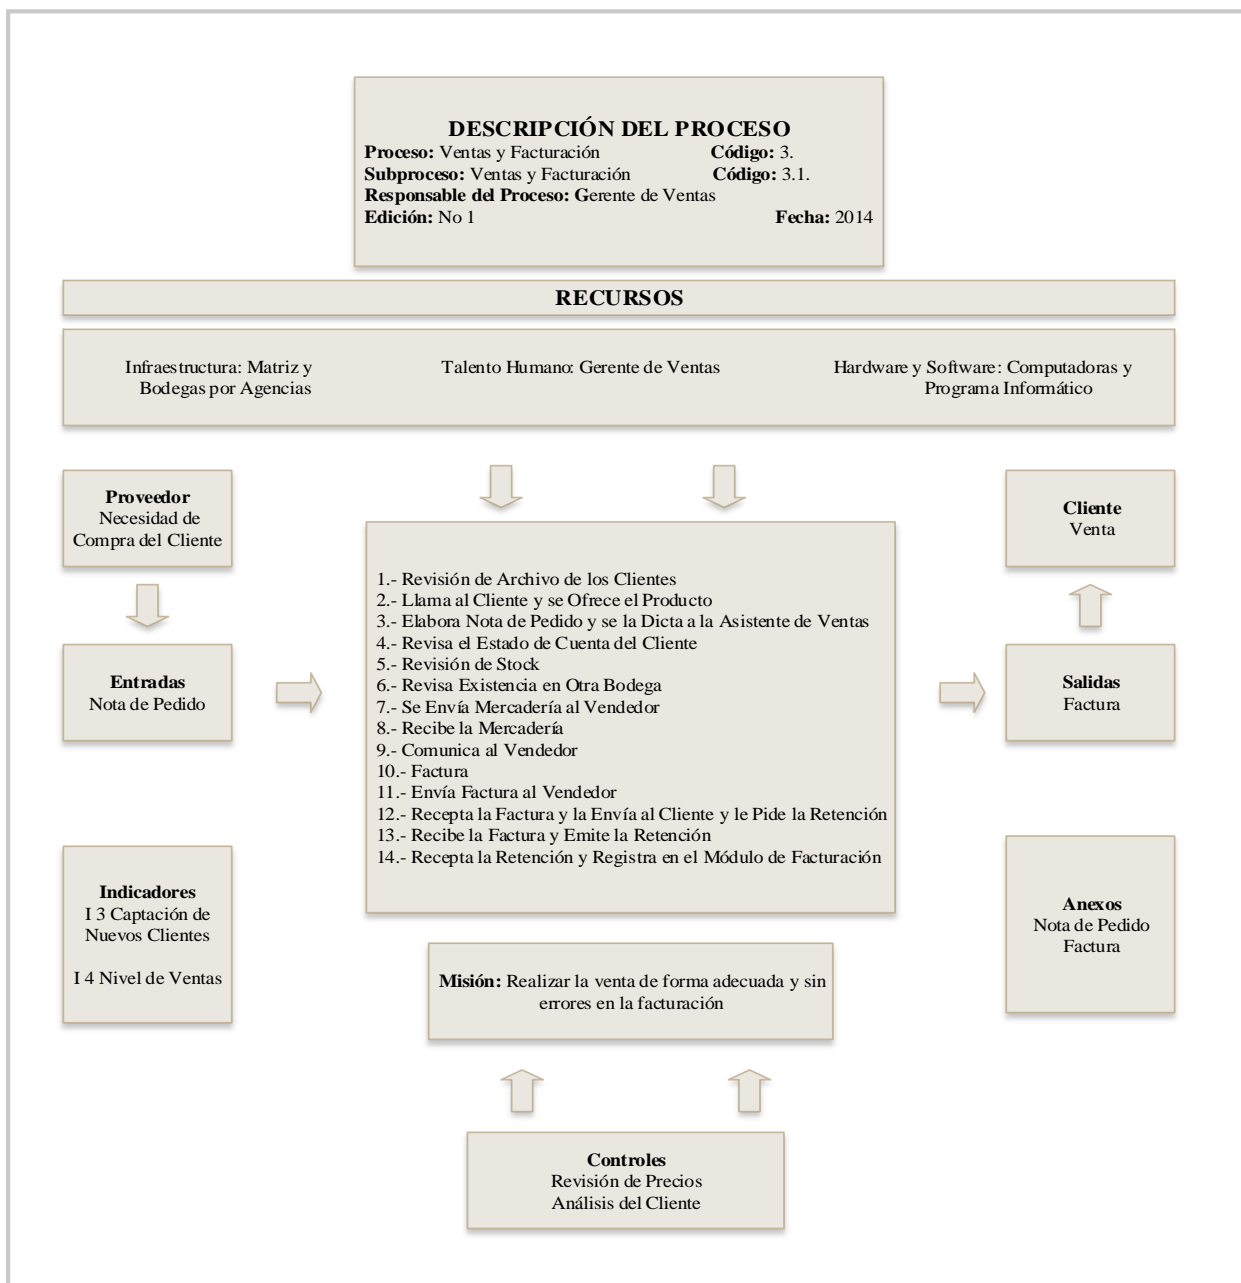 DESCRIPCIÓN DEL PROCESO
Proceso: Ventas y Facturación Código: 3.
Subproceso: Ventas y Facturación Código: 3.1.
Responsable del Proceso: Gerente de Ventas
Edición: No 1 Fecha: 2014
RECURSOS
Infraestructura: Matriz y
Bodegas por Agencias
Talento Humano: Gerente de Ventas
Hardware y Software: Computadoras y
Programa Informático
Proveedor
Necesidad de
Compra del Cliente
Entradas
Nota de Pedido
1.- Revisión de Archivo de los Clientes
2.- Llama al Cliente y se Ofrece el Producto
3.- Elabora Nota de Pedido y se la Dicta a la Asistente de Ventas
4.- Revisa el Estado de Cuenta del Cliente
5.- Revisión de Stock
6.- Revisa Existencia en Otra Bodega
7.- Se Envía Mercadería al Vendedor
8.- Recibe la Mercadería
9.- Comunica al Vendedor
10.- Factura
11.- Envía Factura al Vendedor
12.- Recepta la Factura y la Envía al Cliente y le Pide la Retención
13.- Recibe la Factura y Emite la Retención
14.- Recepta la Retención y Registra en el Módulo de Facturación
Cliente
Venta
Salidas
Factura
Indicadores
I 3 Captación de
Nuevos Clientes
I 4 Nivel de Ventas
Anexos
Nota de Pedido
Factura
Misión: Realizar la venta de forma adecuada y sin
errores en la facturación
Controles
Revisión de Precios
Análisis del Cliente